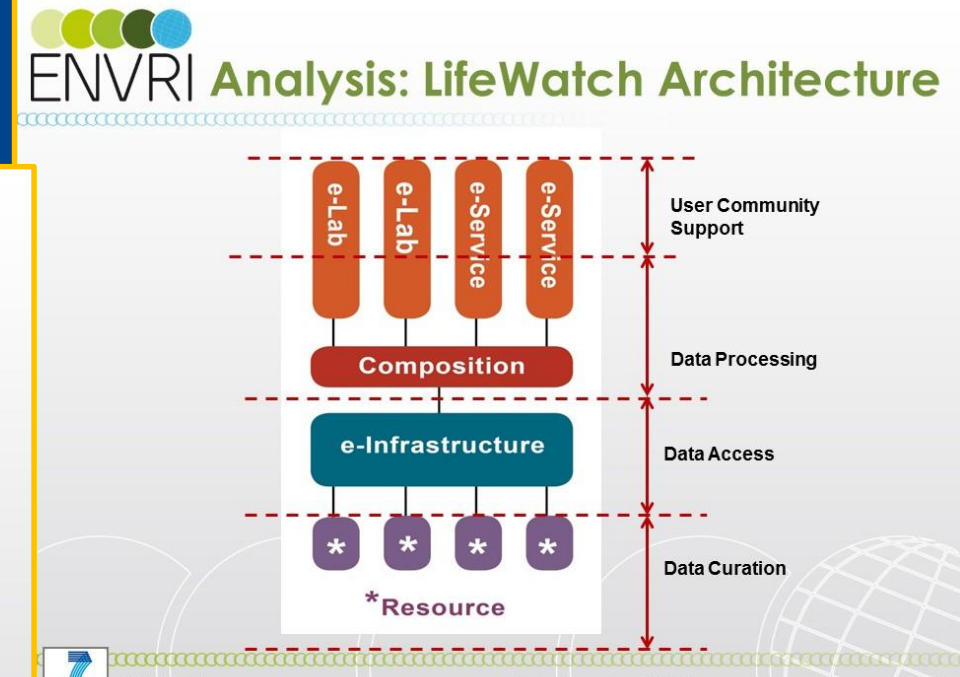 ENVRI Analysis: LifeWatch Architecture
e-Lab
e-Lab
e-Service
e-Service
User Community
Support
Composition
Data Processing
e-Infrastructure
Data Access
* * * *
Data Curation
*Resource